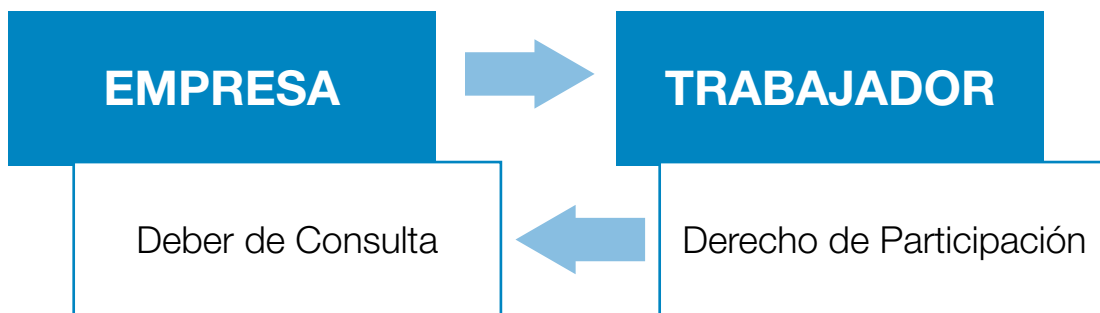 EMPRESA
TRABAJADOR
Deber de Consulta
Derecho de Participación